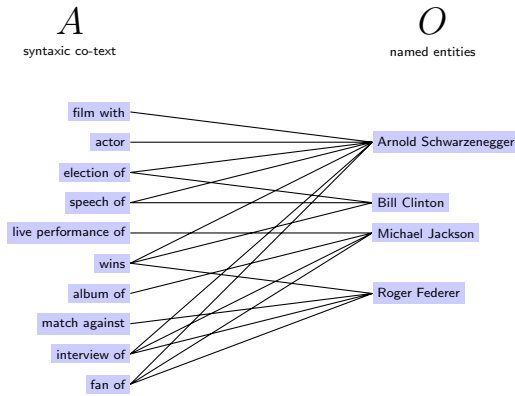 A
O
syntaxic co-text
named entities
film with
actor
Arnold Schwarzenegger
election of
speech of
Bill Clinton
live performance of
Michael Jackson
wins
album of
Roger Federer
match against
interview of
fan of